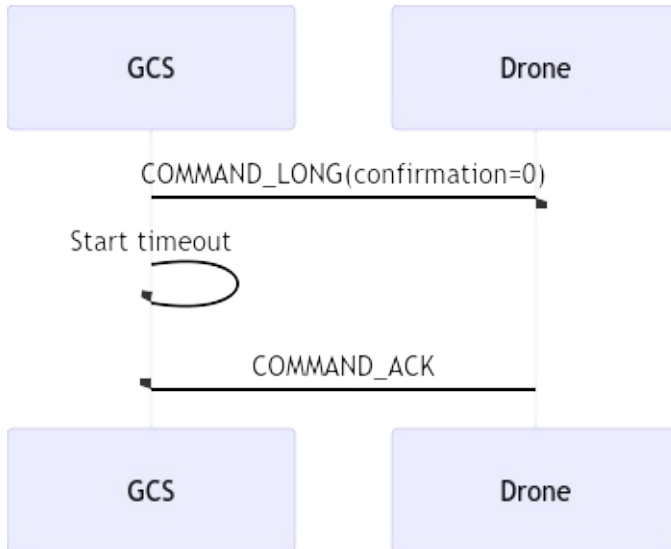 GCS
Drone
COMMAND_LONG(confirmation=0)
Start timeout
COMMAND_ACK
GCS
Drone